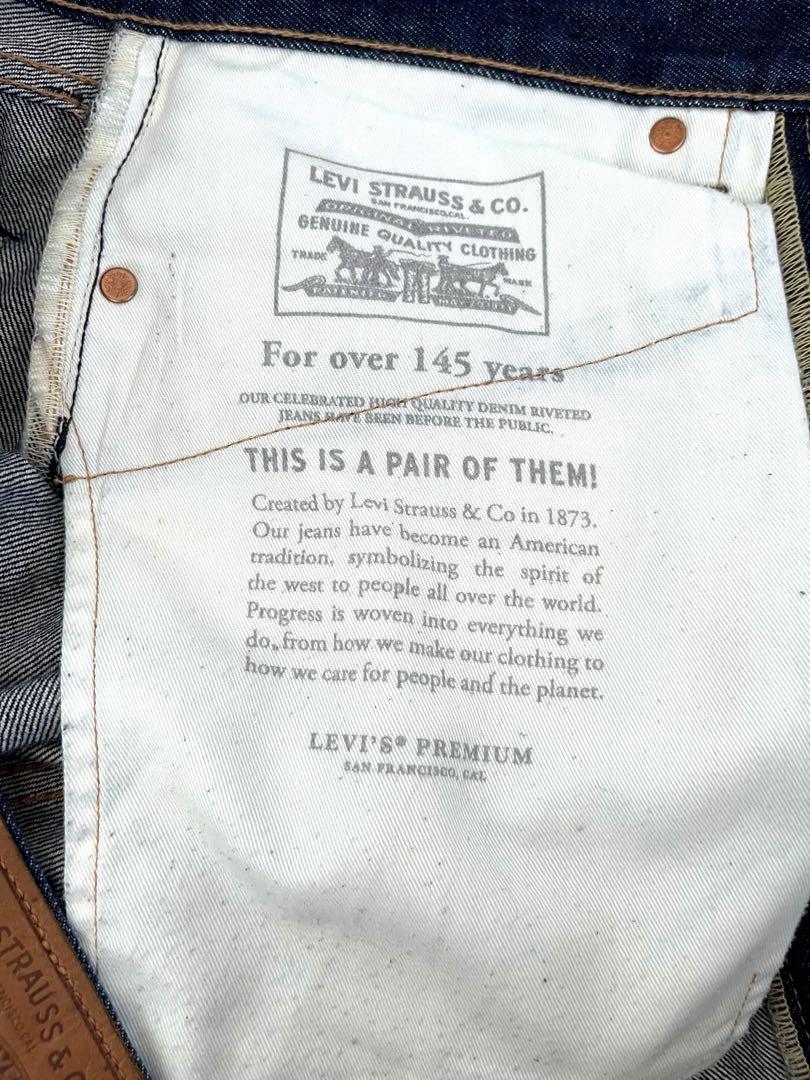 LEVI STRAUSS & CO.
SAN FRANCISCO, CAL.
ORIGINAL RIVETED
GENUINE QUALITY CLOTHING
TRADE MARK
For over 145 years
OUR CELEBRATED HIGH QUALITY DENIM RIVETED
JEANS HAVE BEEN BEFORE THE PUBLIC.
THIS IS A PAIR OF THEM!
Created by Levi Strauss & Co in 1873.
Our jeans have become an American
tradition, symbolizing the spirit of
the west to people all over the world.
Progress is woven into everything we
do, from how we make our clothing to
how we care for people and the planet.
LEVI'S® PREMIUM
SAN FRANCISCO, CAL
STRAUSS &